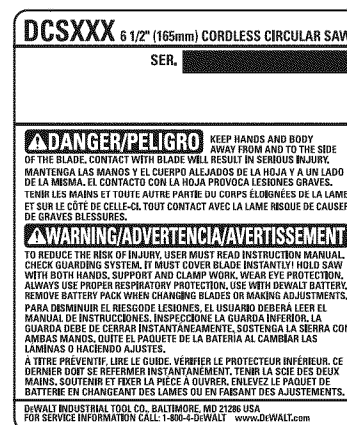 DCSXXX 6 1/2" (165mm) CORDLESS CIRCULAR SAW
SER.
DANGER/PELIGRO KEEP HANDS AND BODY
AWAY FROM AND TO THE SIDE
OF THE BLADE. CONTACT WITH BLADE WILL RESULT IN SERIOUS INJURY.
MANTENGA LAS MANOS Y EL CUERPO ALEJADOS DE LA HOJA Y A UN LADO
DE LA MISMA. EL CONTACTO CON LA HOJA PROVOCA LESIONES GRAVES.
TENIR LES MAINS ET TOUTE AUTRE PARTIE DU CORPS ÉLOIGNÉES DE LA LAME
ET SUR LE CÔTÉ DE CELLE-CI. TOUT CONTACT AVEC LA LAME RISQUE DE CAUSER
DE GRAVES BLESSURES.
WARNING/ADVERTENCIA/AVERTISSEMENT
TO REDUCE THE RISK OF INJURY, USER MUST READ INSTRUCTION MANUAL.
CHECK GUARDING SYSTEM. IT MUST COVER BLADE INSTANTLY! HOLD SAW
WITH BOTH HANDS. SUPPORT AND CLAMP WORK. WEAR EYE PROTECTION.
ALWAYS USE PROPER RESPIRATORY PROTECTION. USE WITH DEWALT BATTERY.
REMOVE BATTERY PACK WHEN CHANGING BLADES OR MAKING ADJUSTMENTS.
PARA DISMINUIR EL RIESGODE LESIONES, EL USUARIO DEBERÁ LEER EL
MANUAL DE INSTRUCCIONES. INSPECCIONE LA GUARDA INFERIOR. LA
GUARDA DEBE DE CERRAR INSTANTÁNEAMENTE. SOSTENGA LA SIERRA CON
AMBAS MANOS. QUITE EL PAQUETE DE LA BATERÍA AL CAMBIAR LAS
LÁMINAS O HACIENDO AJUSTES.
À TITRE PRÉVENTIF, LIRE LE GUIDE. VÉRIFIER LE PROTECTEUR INFÉRIEUR. CE
DERNIER DOIT SE REFERMER INSTANTANÉMENT. TENIR LA SCIE DES DEUX
MAINS. SOUTENIR ET FIXER LA PIÈCE À OUVRER. ENLEVEZ LE PAQUET DE
BATTERIE EN CHANGEANT DES LAMES OU EN FAISANT DES AJUSTEMENTS.
DeWALT INDUSTRIAL TOOL CO., BALTIMORE, MD 21286 USA
FOR SERVICE INFORMATION CALL: 1-800-4-DeWALT www.DeWALT.com